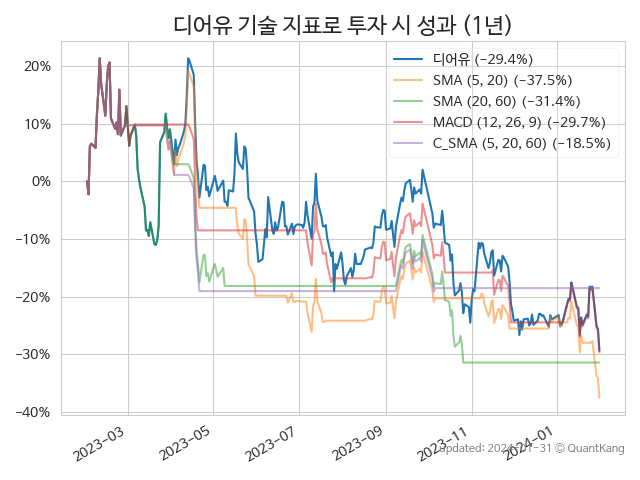 디어유 기술 지표로 투자 시 성과 (1년)
디어유 (−29.4%)
SMA (5, 20) (−37.5%)
SMA (20, 60) (−31.4%)
MACD (12, 26, 9) (−29.7%)
C_SMA (5, 20, 60) (−18.5%)
20%
10%
0%
−10%
−20%
−30%
−40%
2023-03
2023-05
2023-07
2023-09
2023-11
2024-01
updated: 2024-01-31 © QuantKang